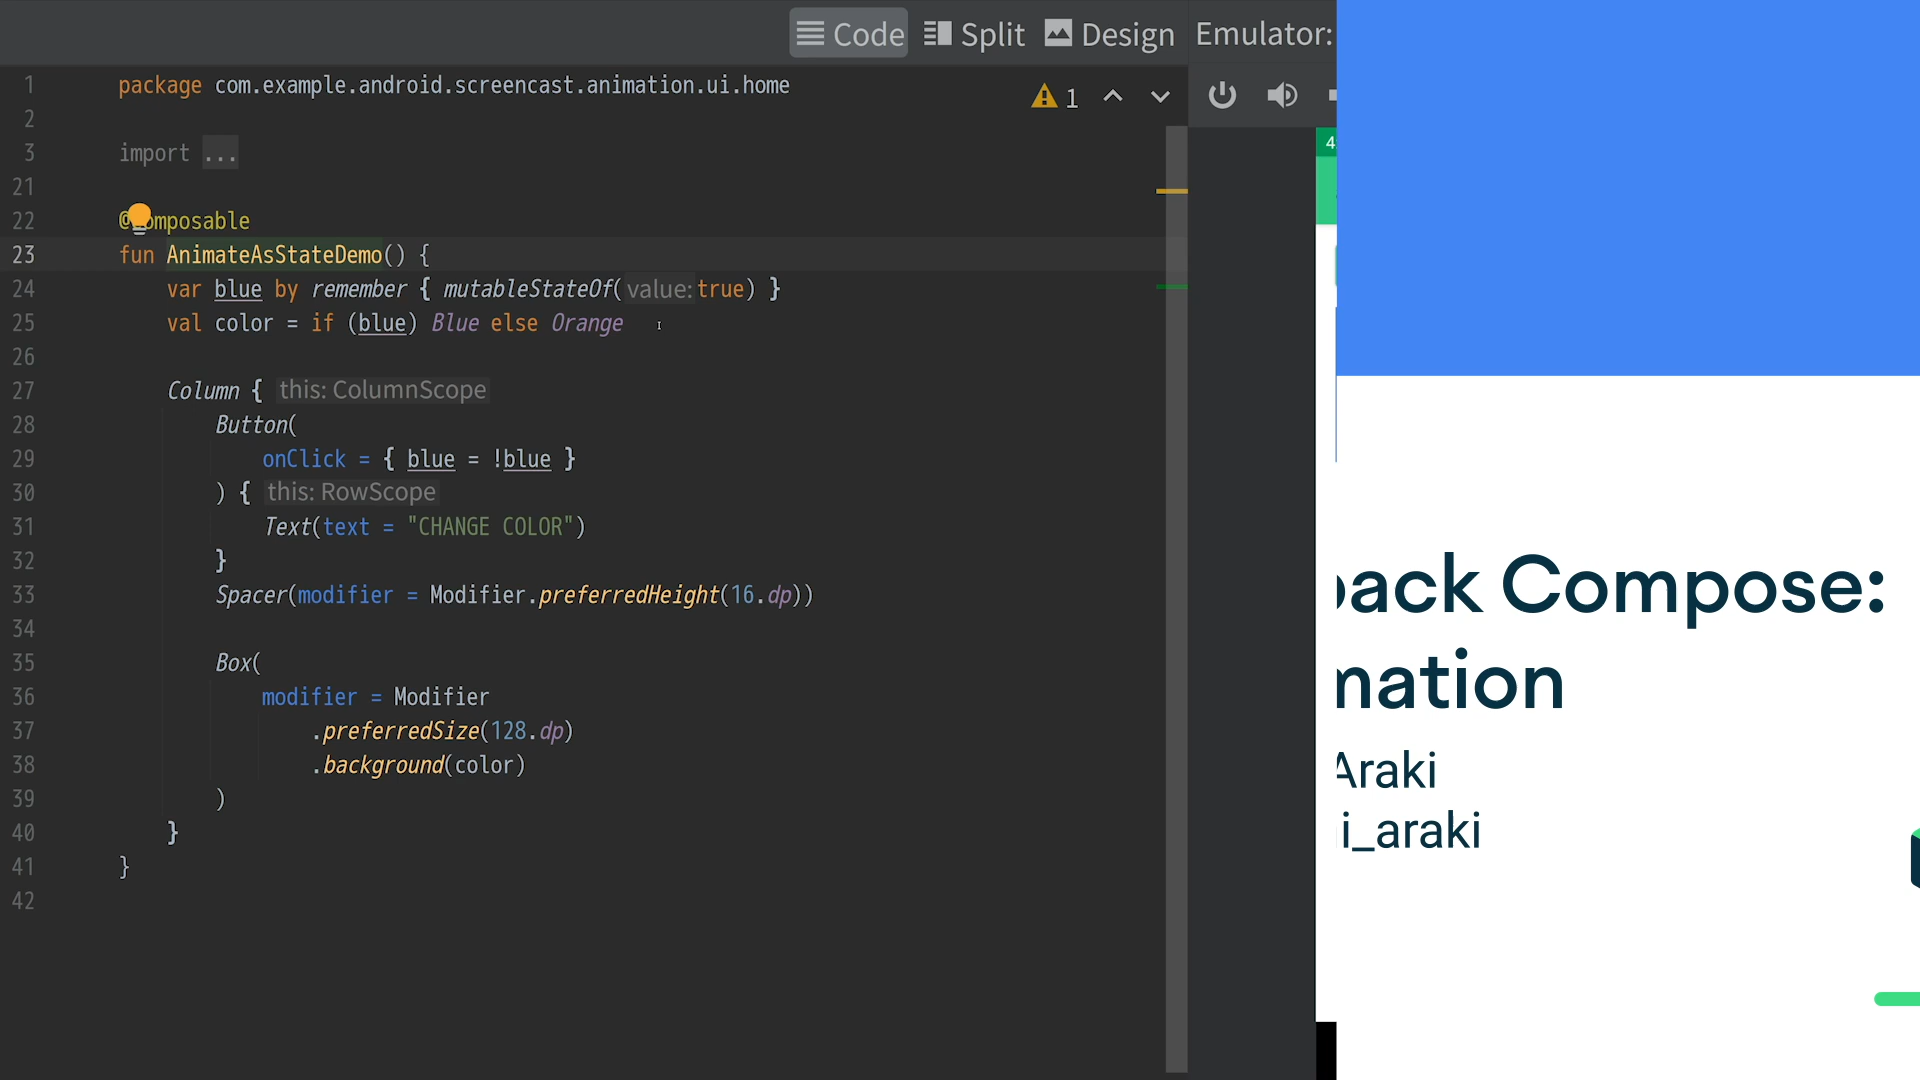 Code Split Design Emulator:
1 package com.example.android.screencast.animation.ui.home
1
2
3 import ...
21
22 @Composable
23 fun AnimateAsStateDemo() {
24 var blue by remember { mutableStateOf(value: true) }
25 val color = if (blue) Blue else Orange
26
27 Column { this: ColumnScope
28 Button(
29 onClick = { blue = !blue }
30 ) { this: RowScope
31 Text(text = "CHANGE COLOR")
32 }
33 Spacer(modifier = Modifier.preferredHeight(16.dp))
34
35 Box(
36 modifier = Modifier
37 .preferredSize(128.dp)
38 .background(color)
39 )
40 }
41 }
42
4
ack Compose:
mation
Araki
i_araki